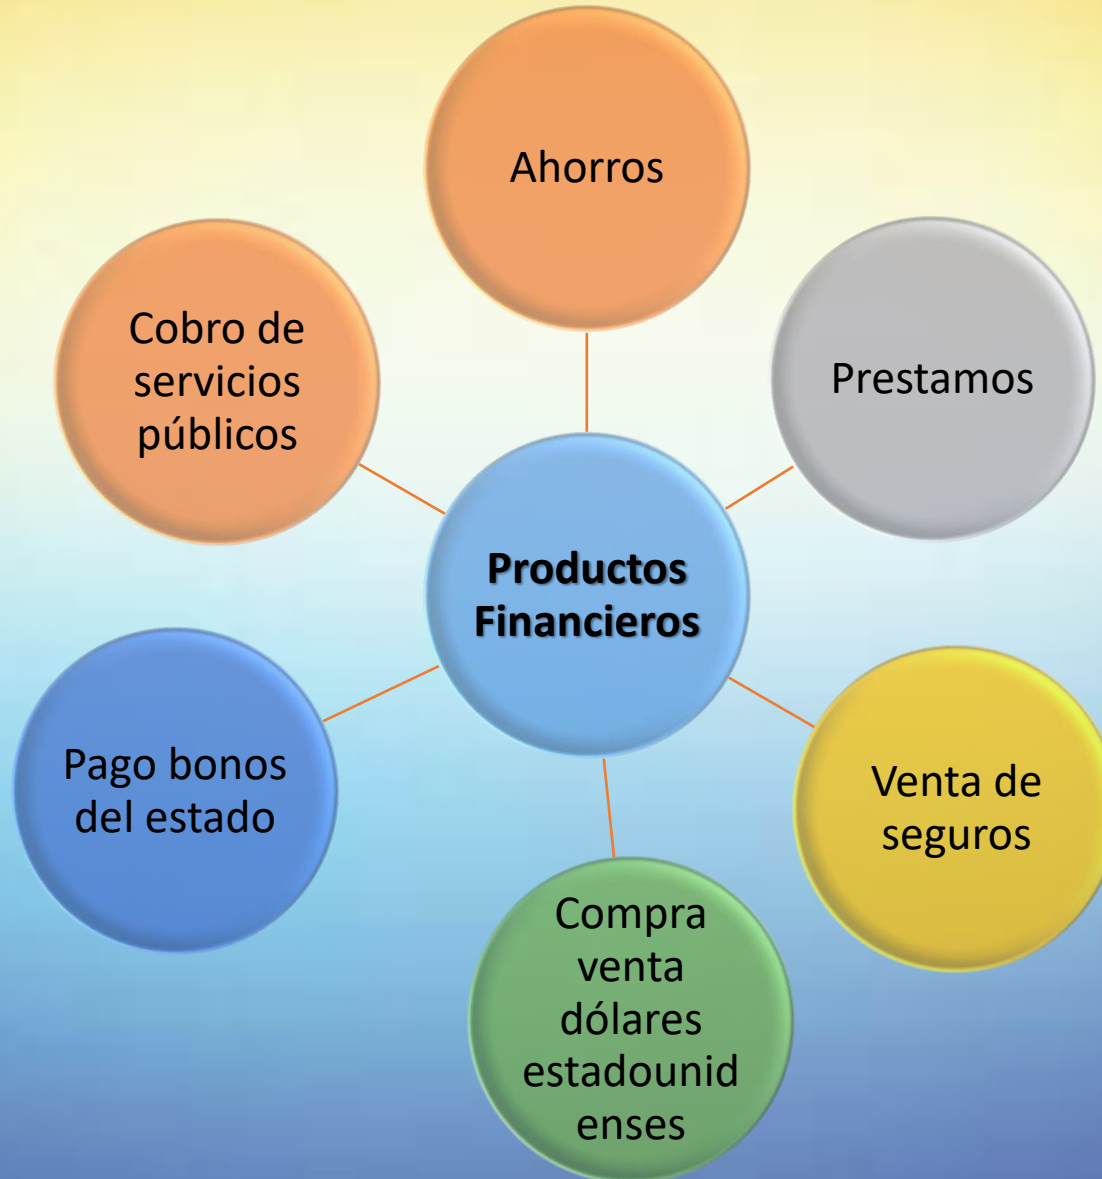 Ahorros
Cobro de
servicios
públicos
Prestamos
Productos
Financieros
Pago bonos
del estado
Venta de
seguros
Compra
venta
dólares
estadounid
enses